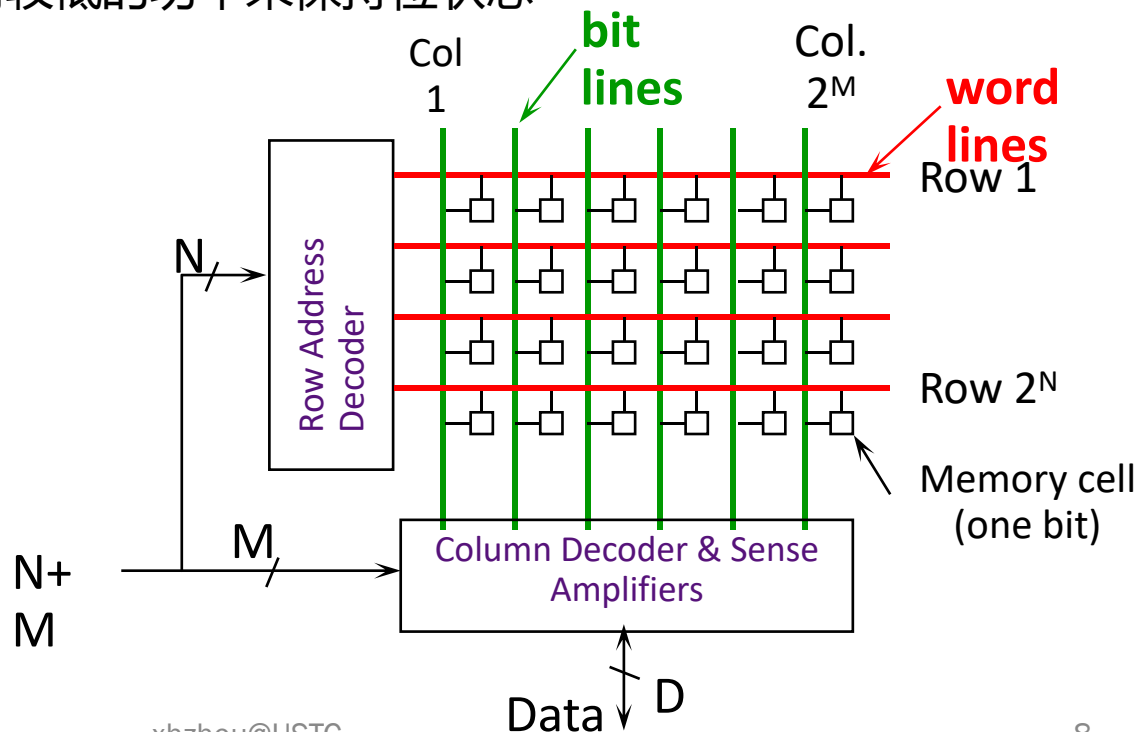 bit
lines
Col
1
Col.
2ᴹ
word
lines
Row 1
N
Row Address
Decoder
Row 2ᴺ
Memory cell
(one bit)
M
N+
M
Column Decoder & Sense
Amplifiers
D
Data
8